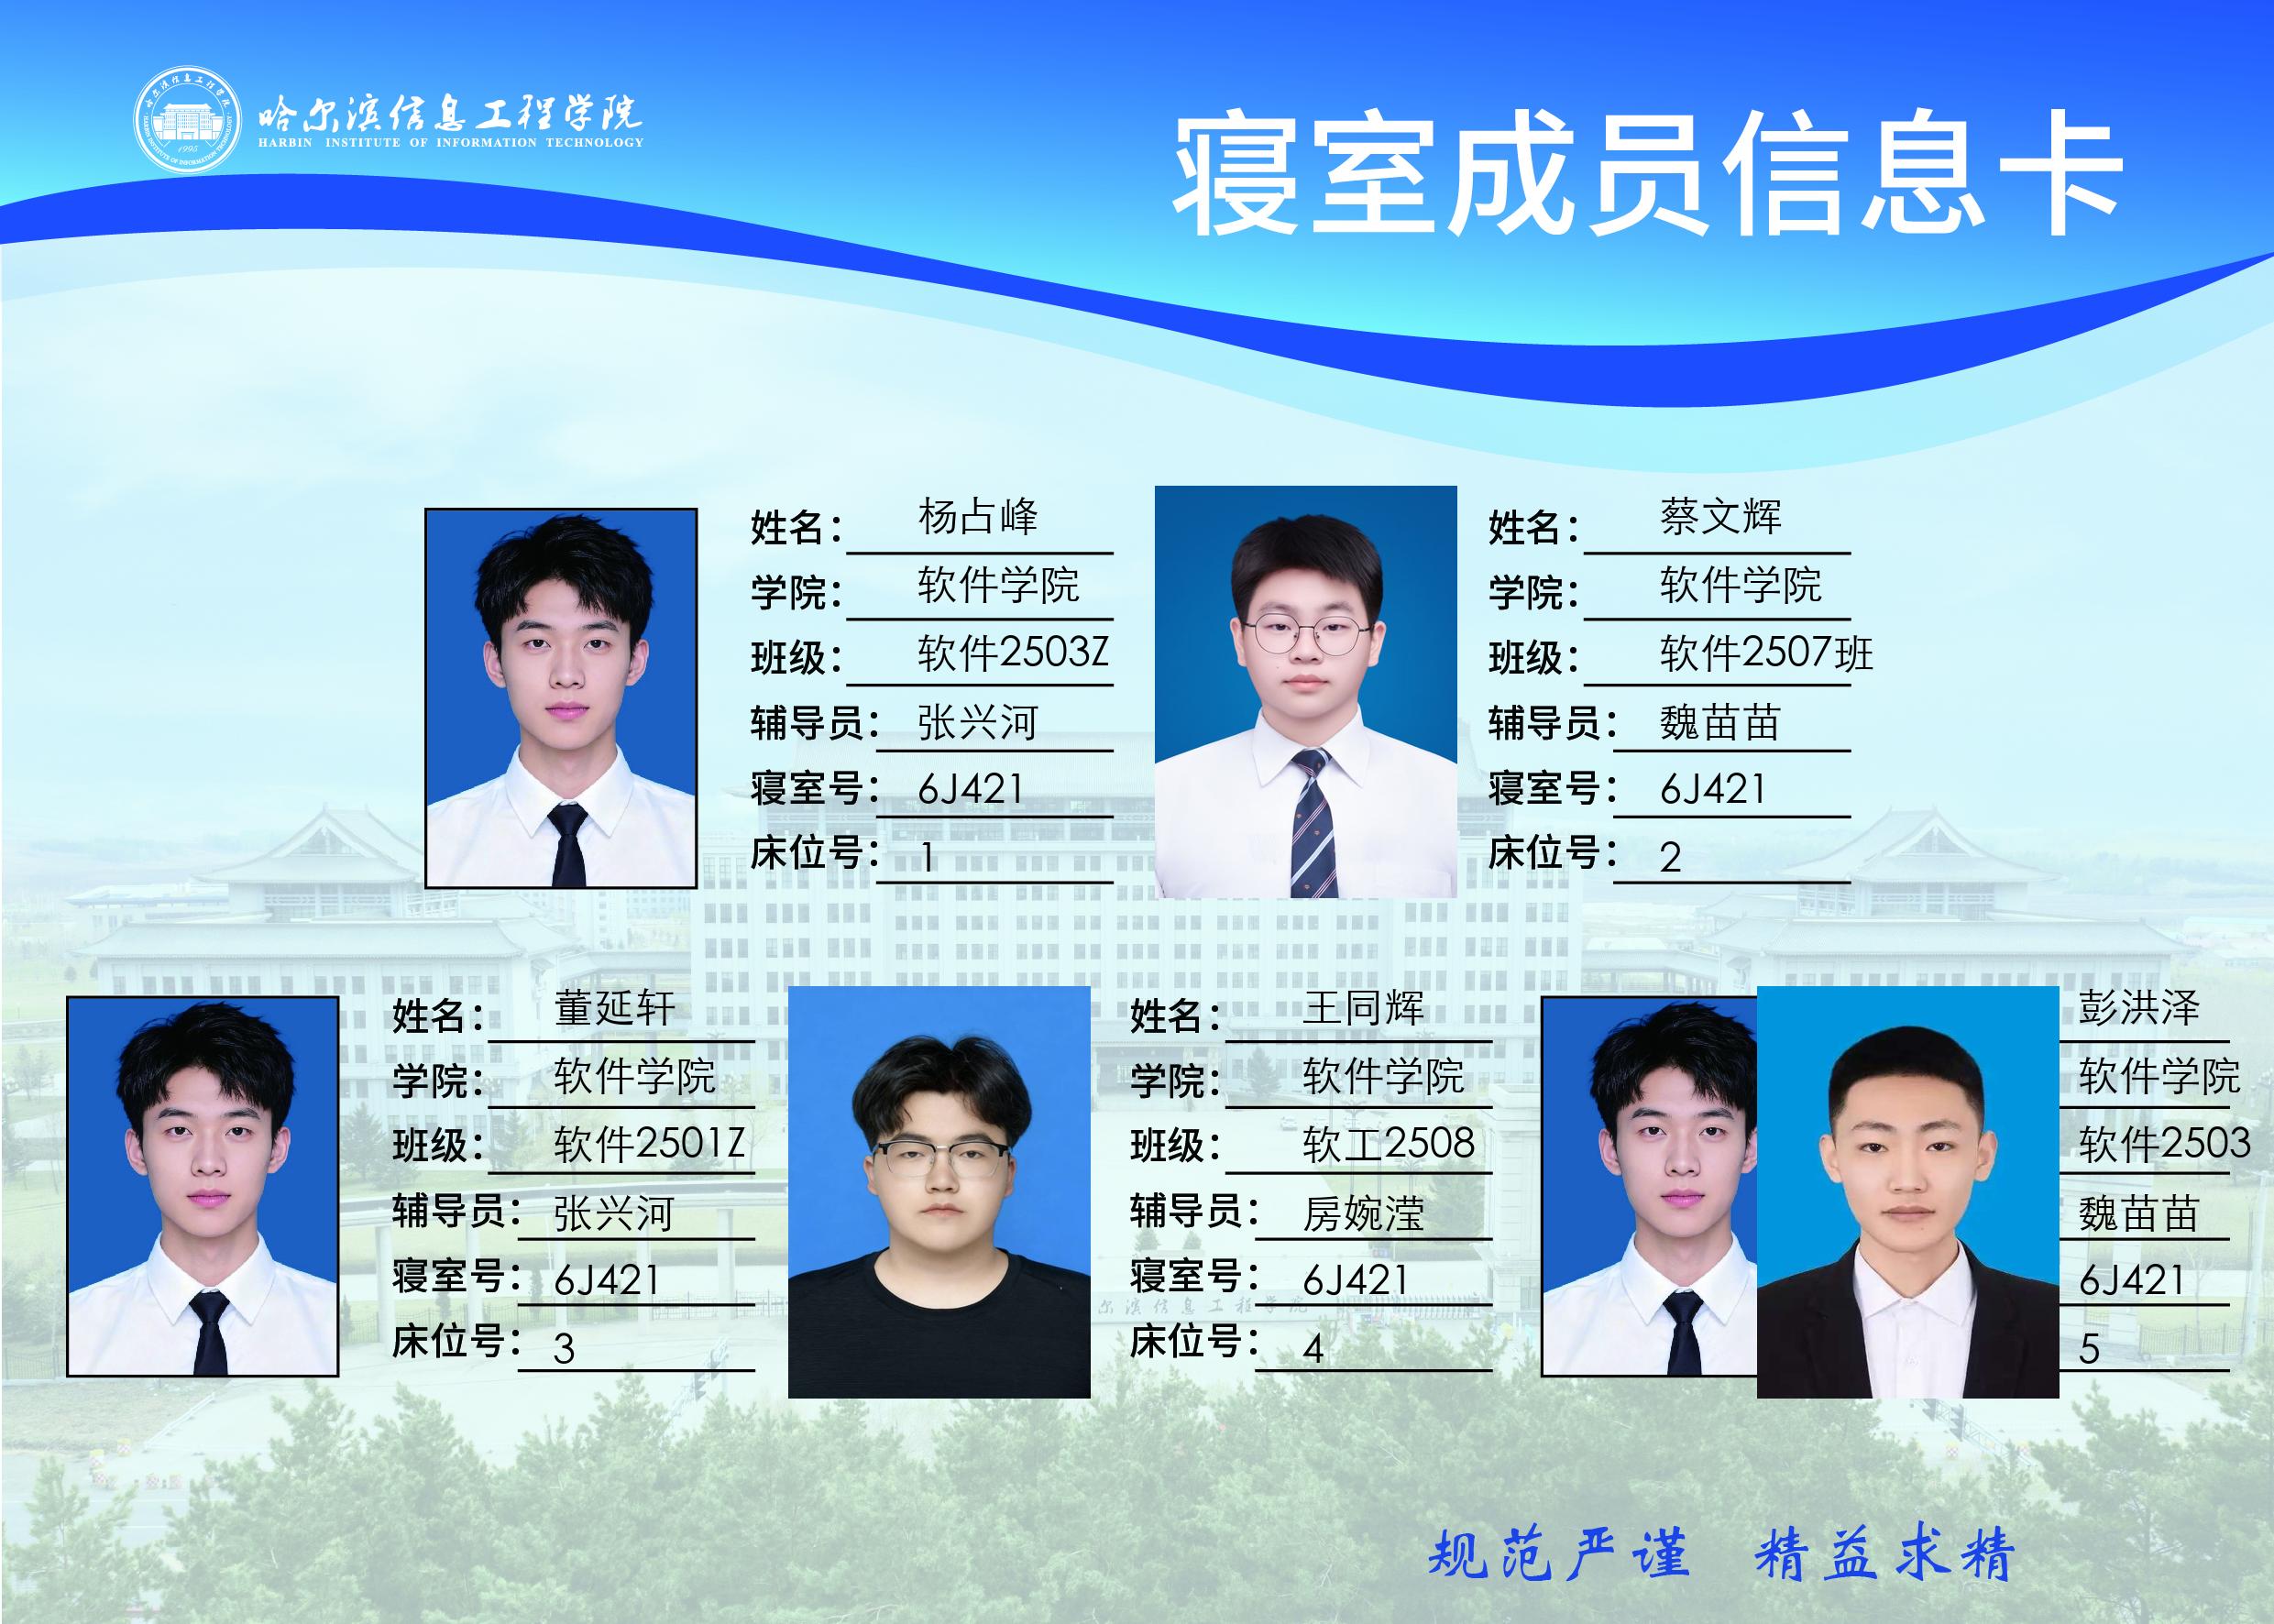 哈尔滨信息工程学院
HARBIN INSTITUTE OF INFORMATION TECHNOLOGY
1995
寝室成员信息卡
姓名： 杨占峰
学院： 软件学院
班级： 软件2503Z
辅导员： 张兴河
寝室号： 6J421
床位号： 1
姓名： 蔡文辉
学院： 软件学院
班级： 软件2507班
辅导员： 魏苗苗
寝室号： 6J421
床位号： 2
姓名： 董延轩
学院： 软件学院
班级： 软件2501Z
辅导员： 张兴河
寝室号： 6J421
床位号： 3
姓名： 王同辉
学院： 软件学院
班级： 软工2508
辅导员： 房婉滢
寝室号： 6J421
床位号： 4
彭洪泽
软件学院
软件2503
魏苗苗
6J421
5
尔滨信息工程学院
规范严谨 精益求精